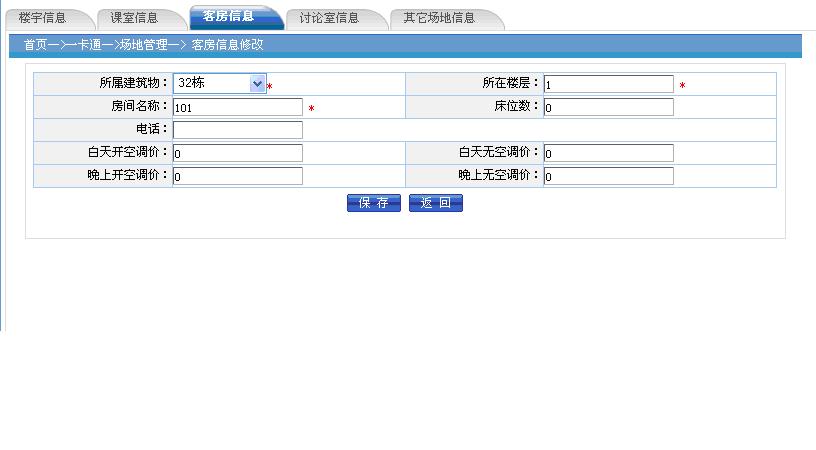 楼宇信息 课室信息 客房信息 讨论室信息 其它场地信息
首页—>一卡通—>场地管理—> 客房信息修改
所属建筑物： 32栋 * 所在楼层： 1 *
房间名称： 101 * 床位数： 0
电话：
白天开空调价： 0 白天无空调价： 0
晚上开空调价： 0 晚上无空调价： 0
保 存 返 回